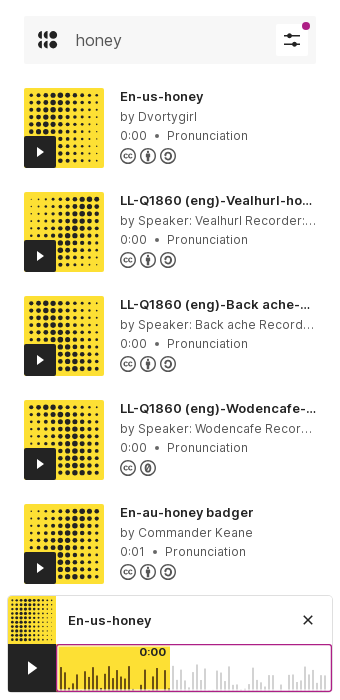 honey
En-us-honey
by Dvortygirl
0:00 • Pronunciation
LL-Q1860 (eng)-Vealhurl-ho...
by Speaker: Vealhurl Recorder:...
0:00 • Pronunciation
LL-Q1860 (eng)-Back ache-...
by Speaker: Back ache Record...
0:00 • Pronunciation
LL-Q1860 (eng)-Wodencafe-...
by Speaker: Wodencafe Recor...
0:00 • Pronunciation
En-au-honey badger
by Commander Keane
0:01 • Pronunciation
En-us-honey
0:00